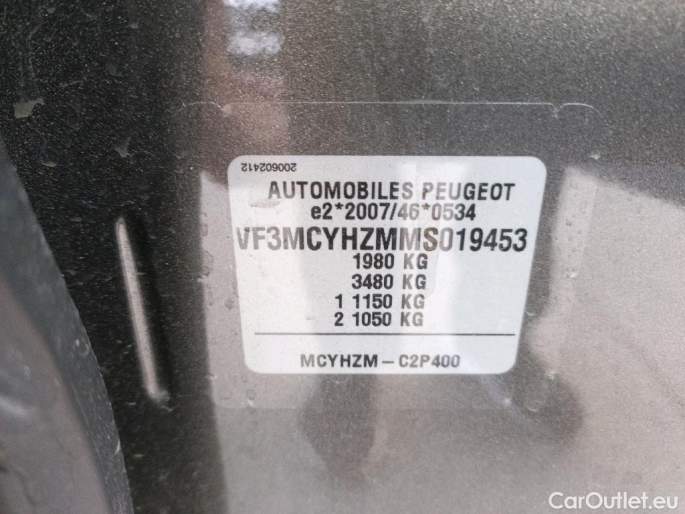 200602412
AUTOMOBILES PEUGEOT
e2*2007/46*0534
VF3MCYHZMMS019453
1980 KG
3480 KG
1 1150 KG
2 1050 KG
MCYHZM-C2P400
CarOutlet.eu